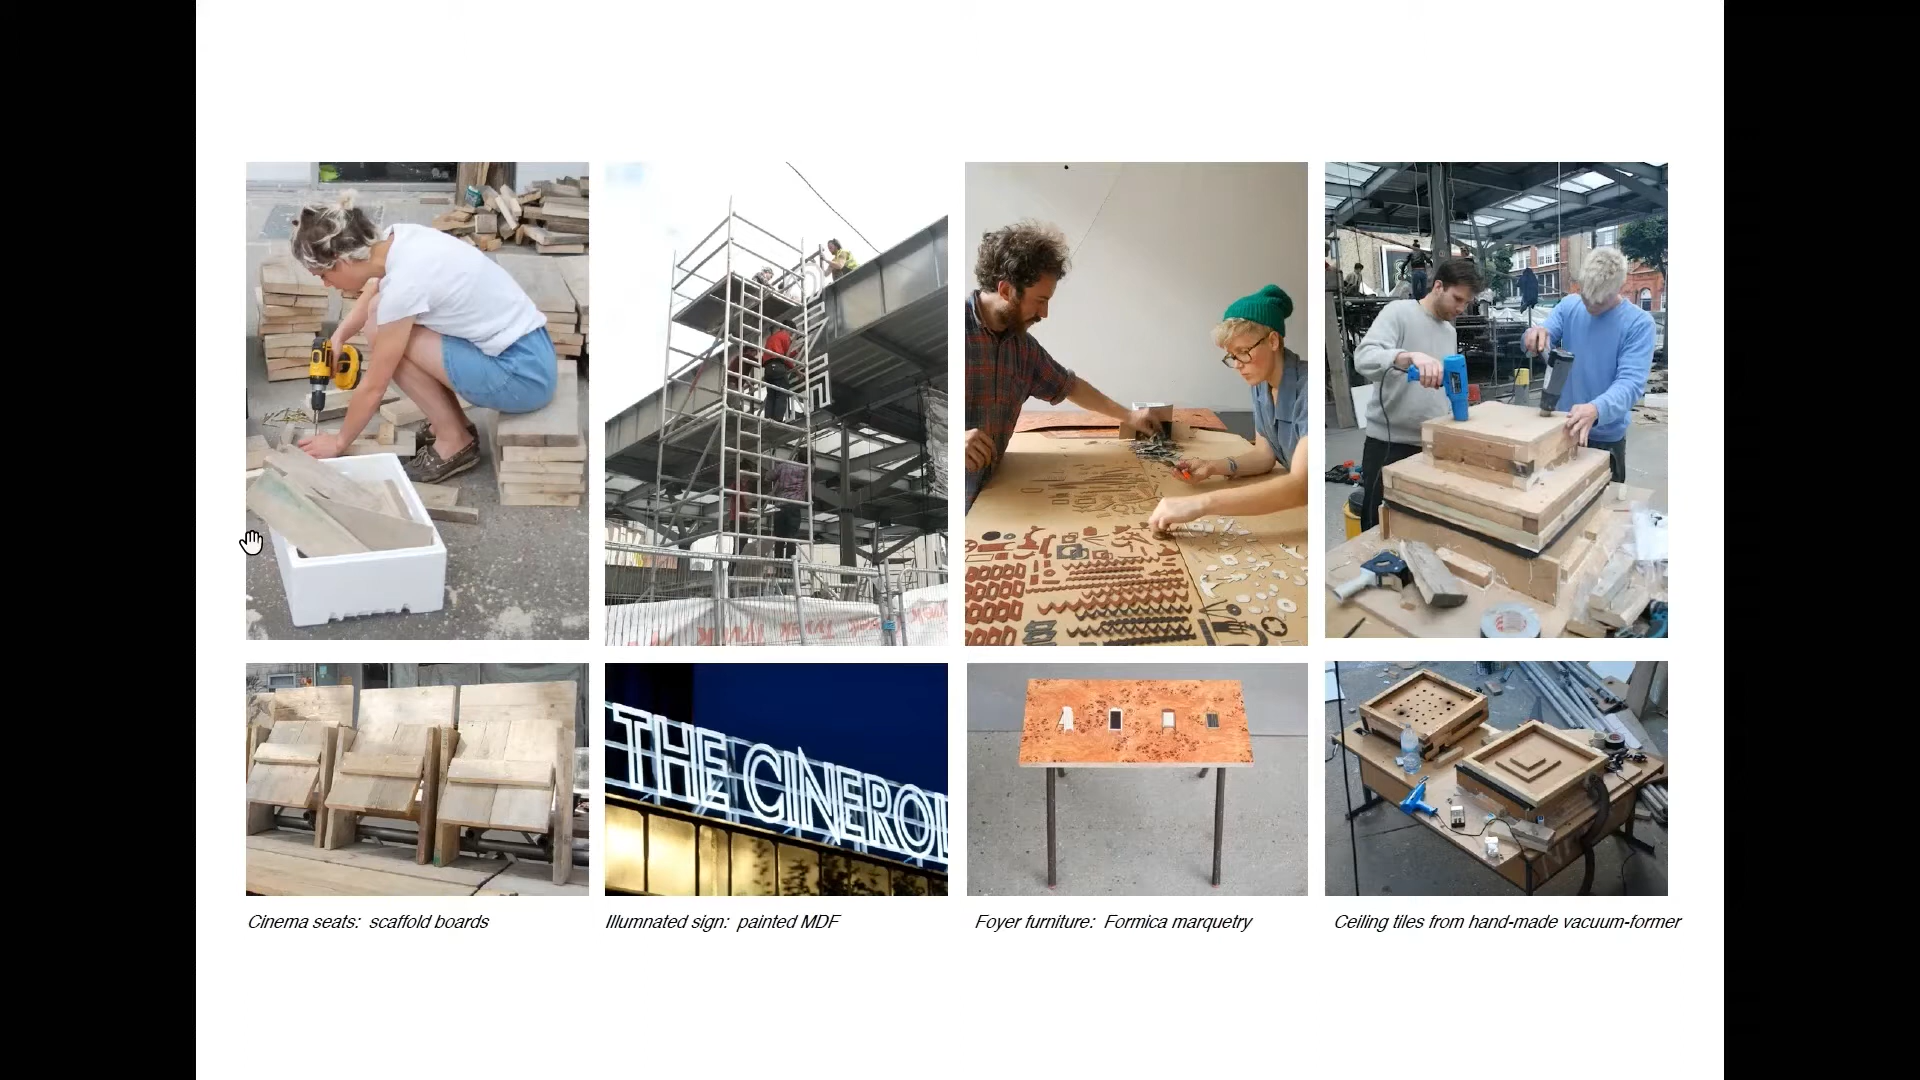 THE CINERO
Cinema seats:  scaffold boards
Illumnated sign:  painted MDF
Foyer furniture:  Formica marquetry
Ceiling tiles from hand-made vacuum-former